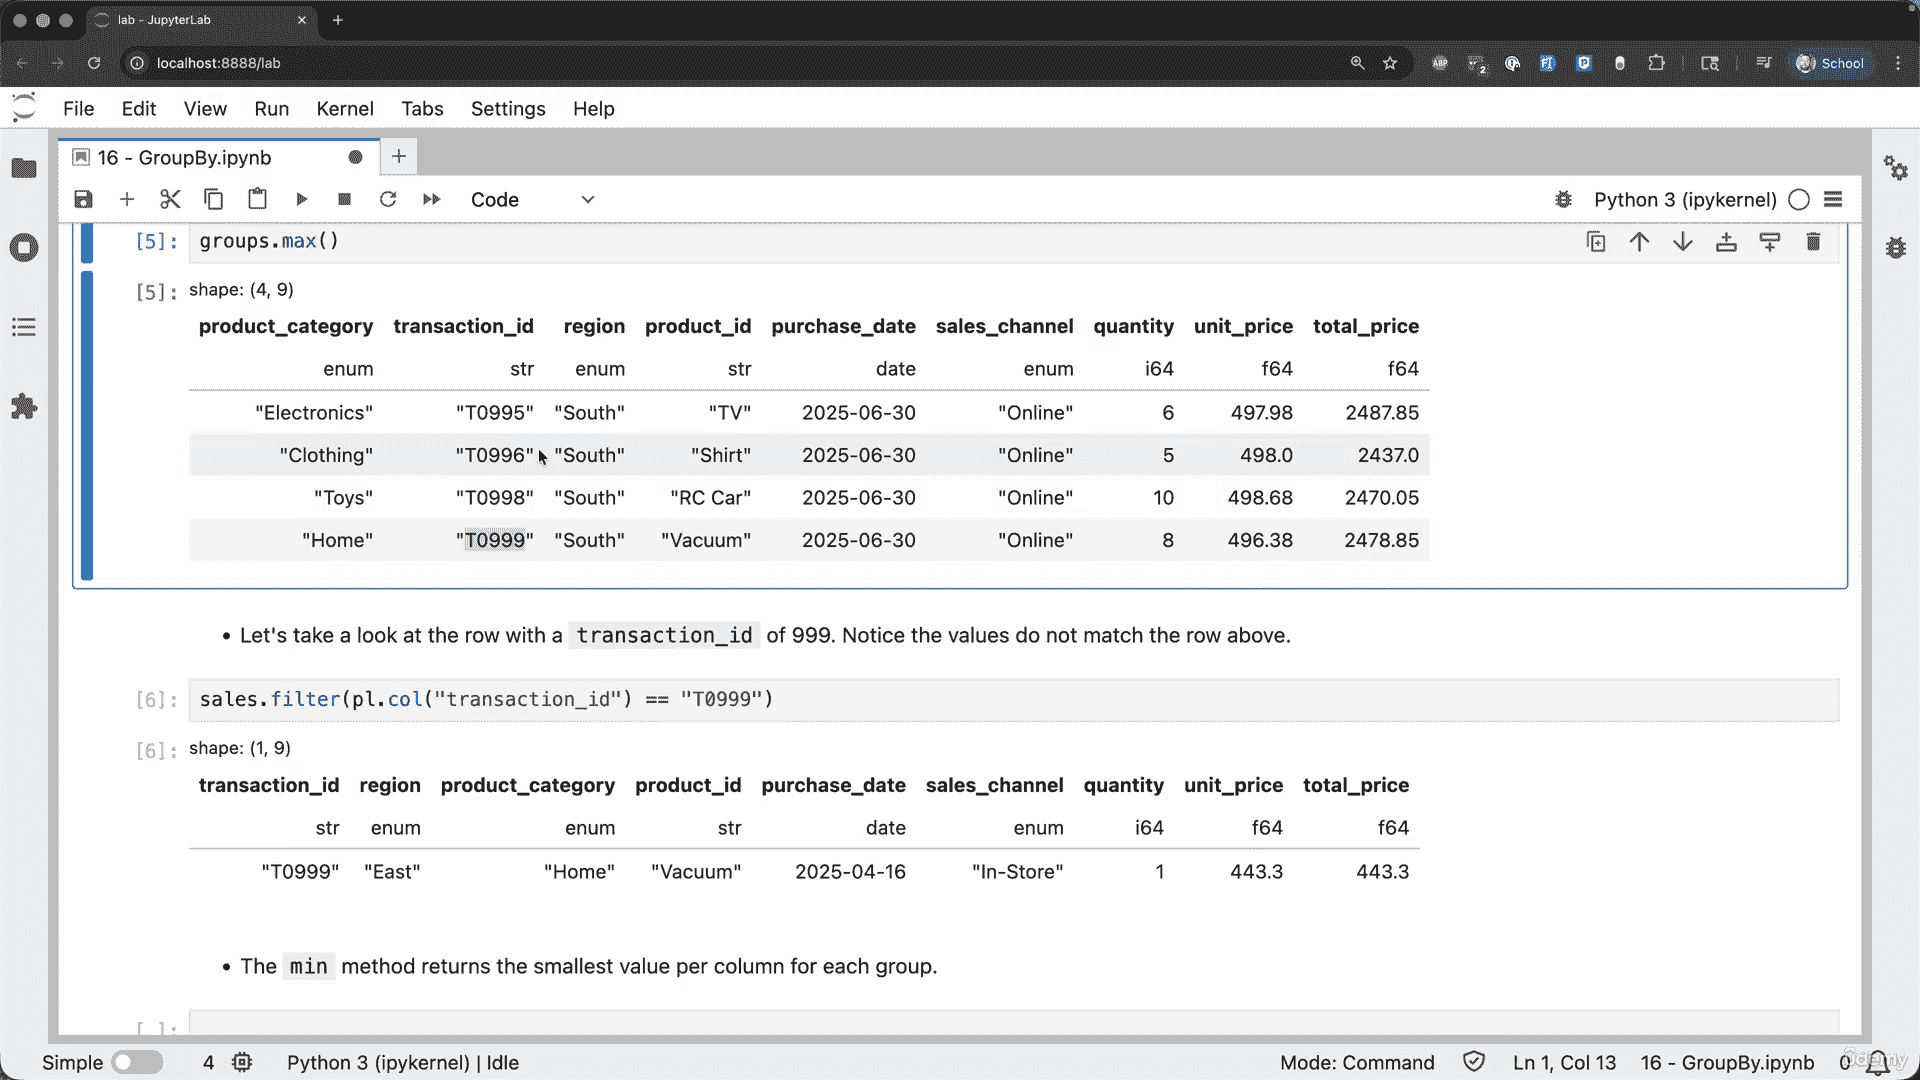 lab - JupyterLab
localhost:8888/lab
ABP
2
School
File Edit View Run Kernel Tabs Settings Help
16 - GroupBy.ipynb
Code
Python 3 (ipykernel)
[5]: groups.max()
[5]: shape: (4, 9)
product_category transaction_id region product_id purchase_date sales_channel quantity unit_price total_price
enum str enum str date enum i64 f64 f64
"Electronics" "T0995" "South" "TV" 2025-06-30 "Online" 6 497.98 2487.85
"Clothing" "T0996" "South" "Shirt" 2025-06-30 "Online" 5 498.0 2437.0
"Toys" "T0998" "South" "RC Car" 2025-06-30 "Online" 10 498.68 2470.05
"Home" "T0999" "South" "Vacuum" 2025-06-30 "Online" 8 496.38 2478.85
• Let's take a look at the row with a transaction_id of 999. Notice the values do not match the row above.
[6]: sales.filter(pl.col("transaction_id") == "T0999")
[6]: shape: (1, 9)
transaction_id region product_category product_id purchase_date sales_channel quantity unit_price total_price
str enum enum str date enum i64 f64 f64
"T0999" "East" "Home" "Vacuum" 2025-04-16 "In-Store" 1 443.3 443.3
• The min method returns the smallest value per column for each group.
[ ]:
Simple 4 Python 3 (ipykernel) | Idle Mode: Command Ln 1, Col 13 16 - GroupBy.ipynb 0
Udemy